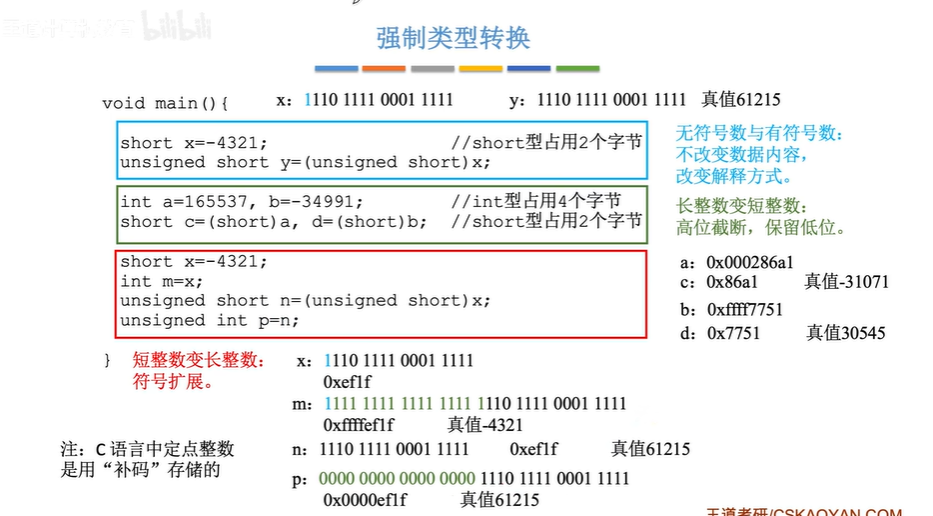 bilibili
强制类型转换
void main(){ x: 1110 1111 0001 1111 y: 1110 1111 0001 1111 真值61215
short x=-4321; //short型占用2个字节
unsigned short y=(unsigned short)x;
无符号数与有符号数:
不改变数据内容,
改变解释方式。
int a=165537, b=-34991; //int型占用4个字节
short c=(short)a, d=(short)b; //short型占用2个字节
长整数变短整数:
高位截断,保留低位。
short x=-4321;
int m=x;
unsigned short n=(unsigned short)x;
unsigned int p=n;
a: 0x000286a1
c: 0x86a1 真值-31071
b: 0xffff7751
d: 0x7751 真值30545
}
短整数变长整数:
符号扩展。
x: 1110 1111 0001 1111
0xef1f
m: 1111 1111 1111 1111 1110 1111 0001 1111
0xffffef1f 真值-4321
注:C 语言中定点整数
是用“补码”存储的
n: 1110 1111 0001 1111 0xef1f 真值61215
p: 0000 0000 0000 0000 1110 1111 0001 1111
0x0000ef1f 真值61215
王道考研/CSKAOYAN.COM